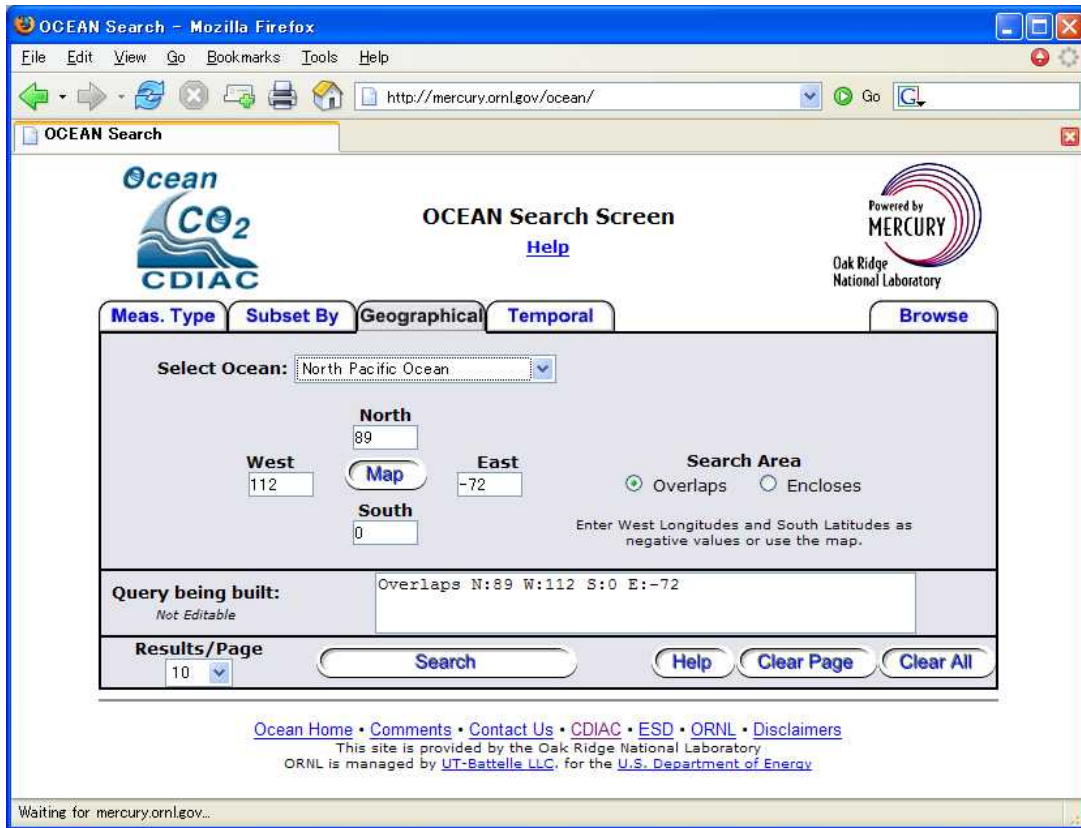 OCEAN Search - Mozilla Firefox
File Edit View Go Bookmarks Tools Help
http://mercury.ornl.gov/ocean/ Go G
OCEAN Search
Ocean
CO2
CDIAC
OCEAN Search Screen
Help
Powered by
MERCURY
Oak Ridge
National Laboratory
Meas. Type Subset By Geographical Temporal Browse
Select Ocean: North Pacific Ocean
North
89
West Map East
112 -72
South
0
Search Area
Overlaps Encloses
Enter West Longitudes and South Latitudes as
negative values or use the map.
Query being built:
Not Editable
Overlaps N:89 W:112 S:0 E:-72
Results/Page
10
Search Help Clear Page Clear All
Ocean Home • Comments • Contact Us • CDIAC • ESD • ORNL • Disclaimers
This site is provided by the Oak Ridge National Laboratory
ORNL is managed by UT-Battelle LLC. for the U.S. Department of Energy
Waiting for mercury.ornl.gov...